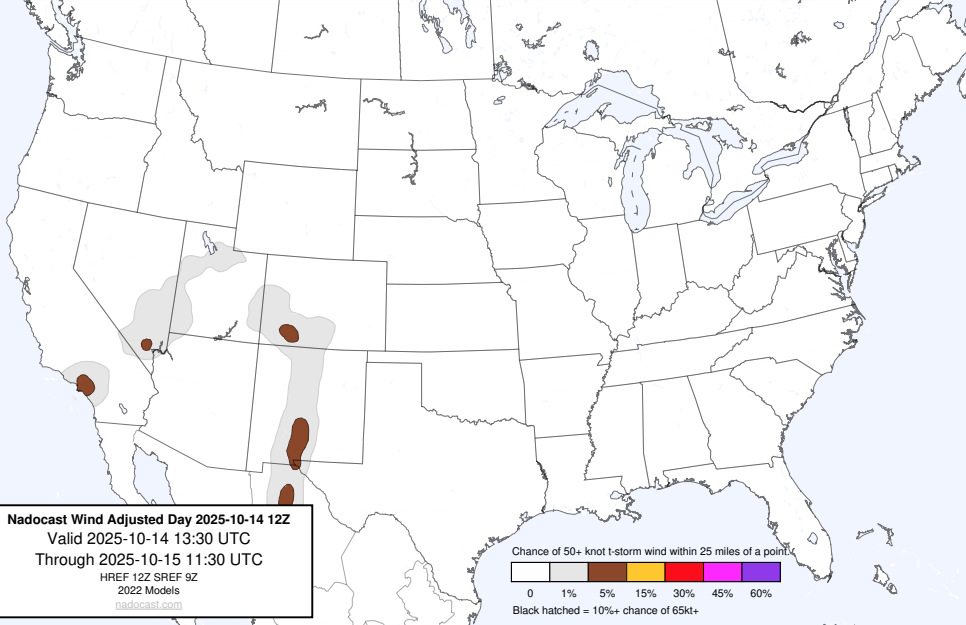 Nadocast Wind Adjusted Day 2025-10-14 12Z
Valid 2025-10-14 13:30 UTC
Through 2025-10-15 11:30 UTC
HREF 12Z SREF 9Z
2022 Models
nadocast.com
Chance of 50+ knot t-storm wind within 25 miles of a point.
0 1% 5% 15% 30% 45% 60%
Black hatched = 10%+ chance of 65kt+